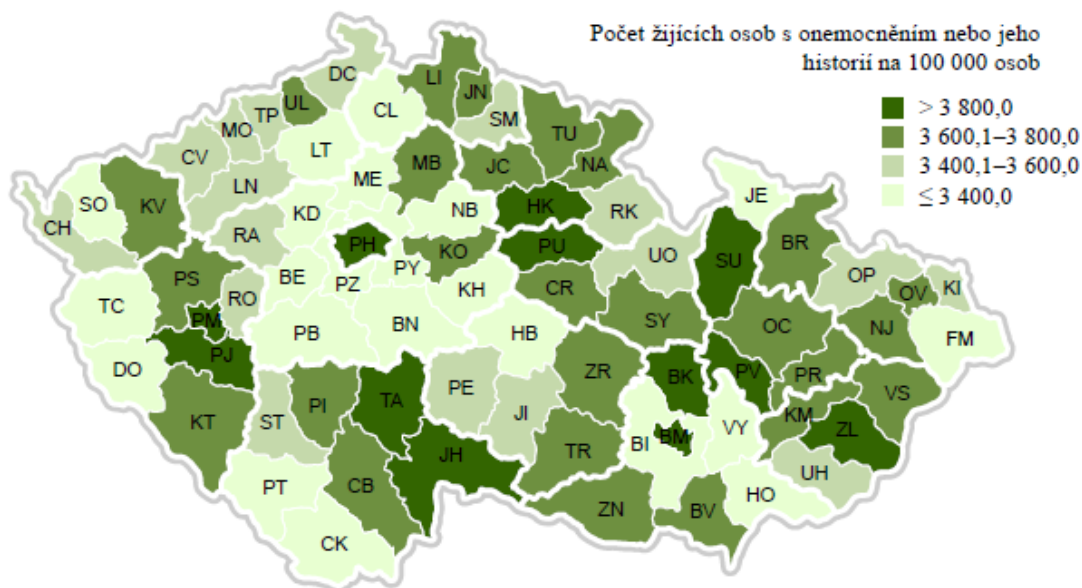 Počet žijících osob s onemocněním nebo jeho
historií na 100 000 osob
> 3 800,0
3 600,1–3 800,0
3 400,1–3 600,0
≤ 3 400,0
DC
LI
JN
UL
TP
CL
SM
MO
TU
CV
LT
MB
JC
NA
LN
ME
SO
KV
KD
NB
HK
RK
JE
CH
RA
PH
KO
PU
UO
SU
BR
PS
BE
PZ
PY
KH
CR
OP
KI
TC
RO
OV
PM
PB
BN
HB
SY
OC
NJ
FM
PJ
DO
ZR
BK
PV
PR
VS
KT
ST
PI
TA
PE
JI
KM
ZL
JH
TR
BI
BM
VY
UH
PT
CB
ZN
BV
HO
CK